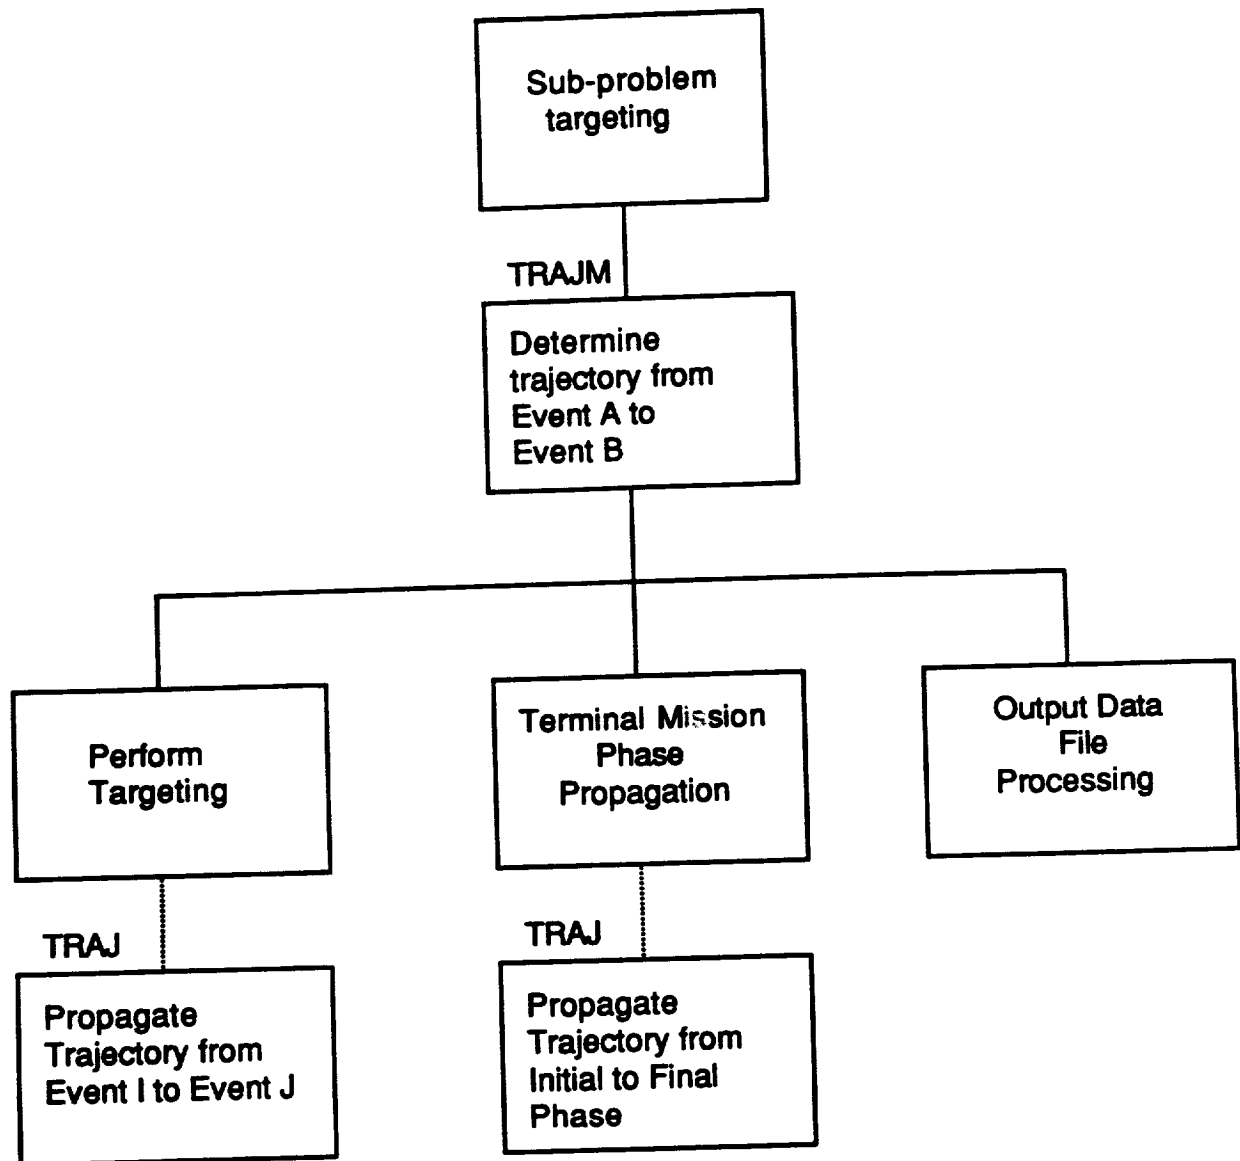 Sub-problem
targeting
TRAJM
Determine
trajectory from
Event A to
Event B
Perform
Targeting
Terminal Mission
Phase
Propagation
Output Data
File
Processing
TRAJ
Propagate
Trajectory from
Event I to Event J
TRAJ
Propagate
Trajectory from
Initial to Final
Phase